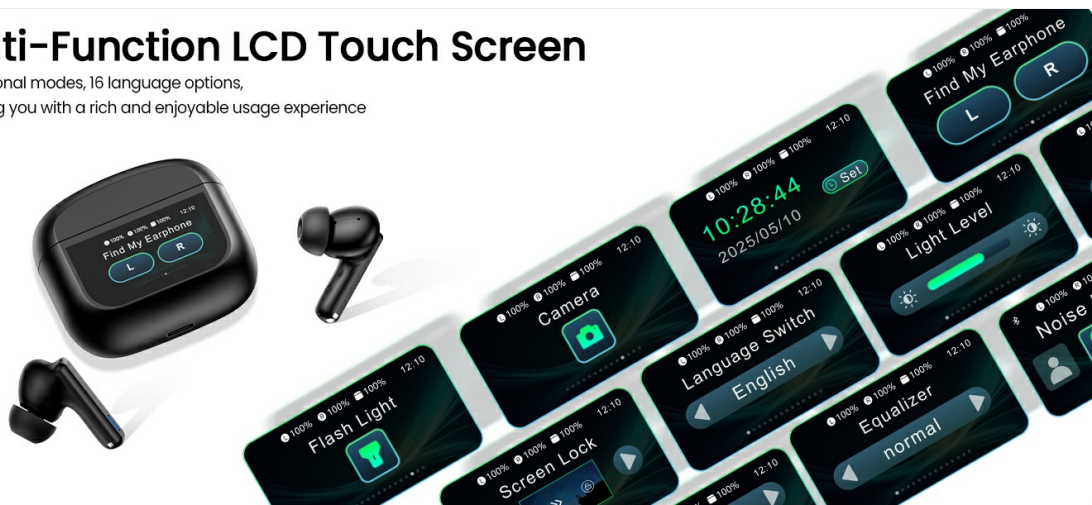 ti-Function LCD Touch Screen
onal modes, 16 language options,
g you with a rich and enjoyable usage experience
100% 100% 100% 12:10
Find My Earphone
L R
L 100% R 100% 100%
Find My Earphone
L R
L 100% R 100% 100% 12:10
10:28:44
Set
2025/05/10
L 100% R 100% 100% 12:10
Light Level
L 100% R 100% 100% 12:10
Camera
L 100% R 100% 100% 12:10
Language Switch
English
L 100% R 10
Noise
L 100% R 100% 100% 12:10
Flash Light
L 100% R 100% 100% 12:10
Screen Lock
L 100% R 100% 100% 12:10
Equalizer
normal
100% 12:10